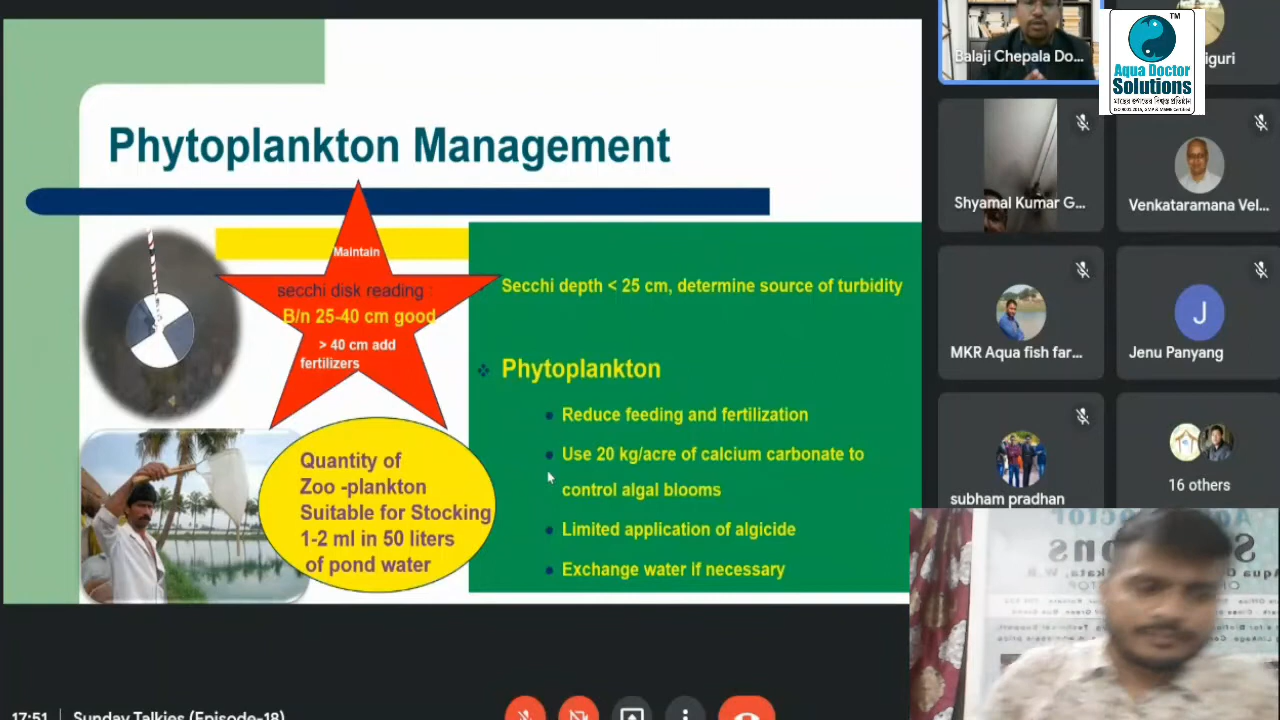 Phytoplankton Management
Maintain
secchi disk reading :
B/n 25-40 cm good
> 40 cm add
fertilizers
Quantity of
Zoo -plankton
Suitable for Stocking
1-2 ml in 50 liters
of pond water
Secchi depth < 25 cm, determine source of turbidity
Phytoplankton
Reduce feeding and fertilization
Use 20 kg/acre of calcium carbonate to
control algal blooms
Limited application of algicide
Exchange water if necessary
Balaji Chepala Do...
iguri
TM
Aqua Doctor
Solutions
Shyamal Kumar G...
Venkataramana Vel...
MKR Aqua fish far...
J
Jenu Panyang
subham pradhan
16 others
17:51
Sunday Talkies (Episode-18)